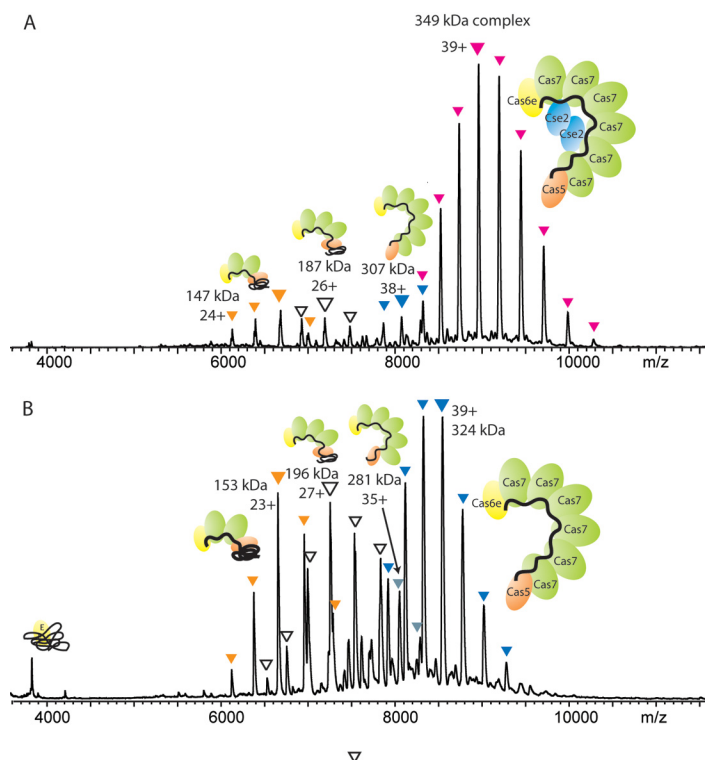 A
349 kDa complex
39+
Cas7
Cas7
Cas7
Cas6e
Cas7
Cse2
Cse2
Cas7
Cas7
Cas5
187 kDa
26+
307 kDa
38+
147 kDa
24+
4000 6000 8000 10000 m/z
B
39+
324 kDa
196 kDa
27+
281 kDa
35+
153 kDa
23+
Cas7
Cas7
Cas6e
Cas7
Cas7
Cas7
Cas7
Cas5
E
4000 6000 8000 10000 m/z